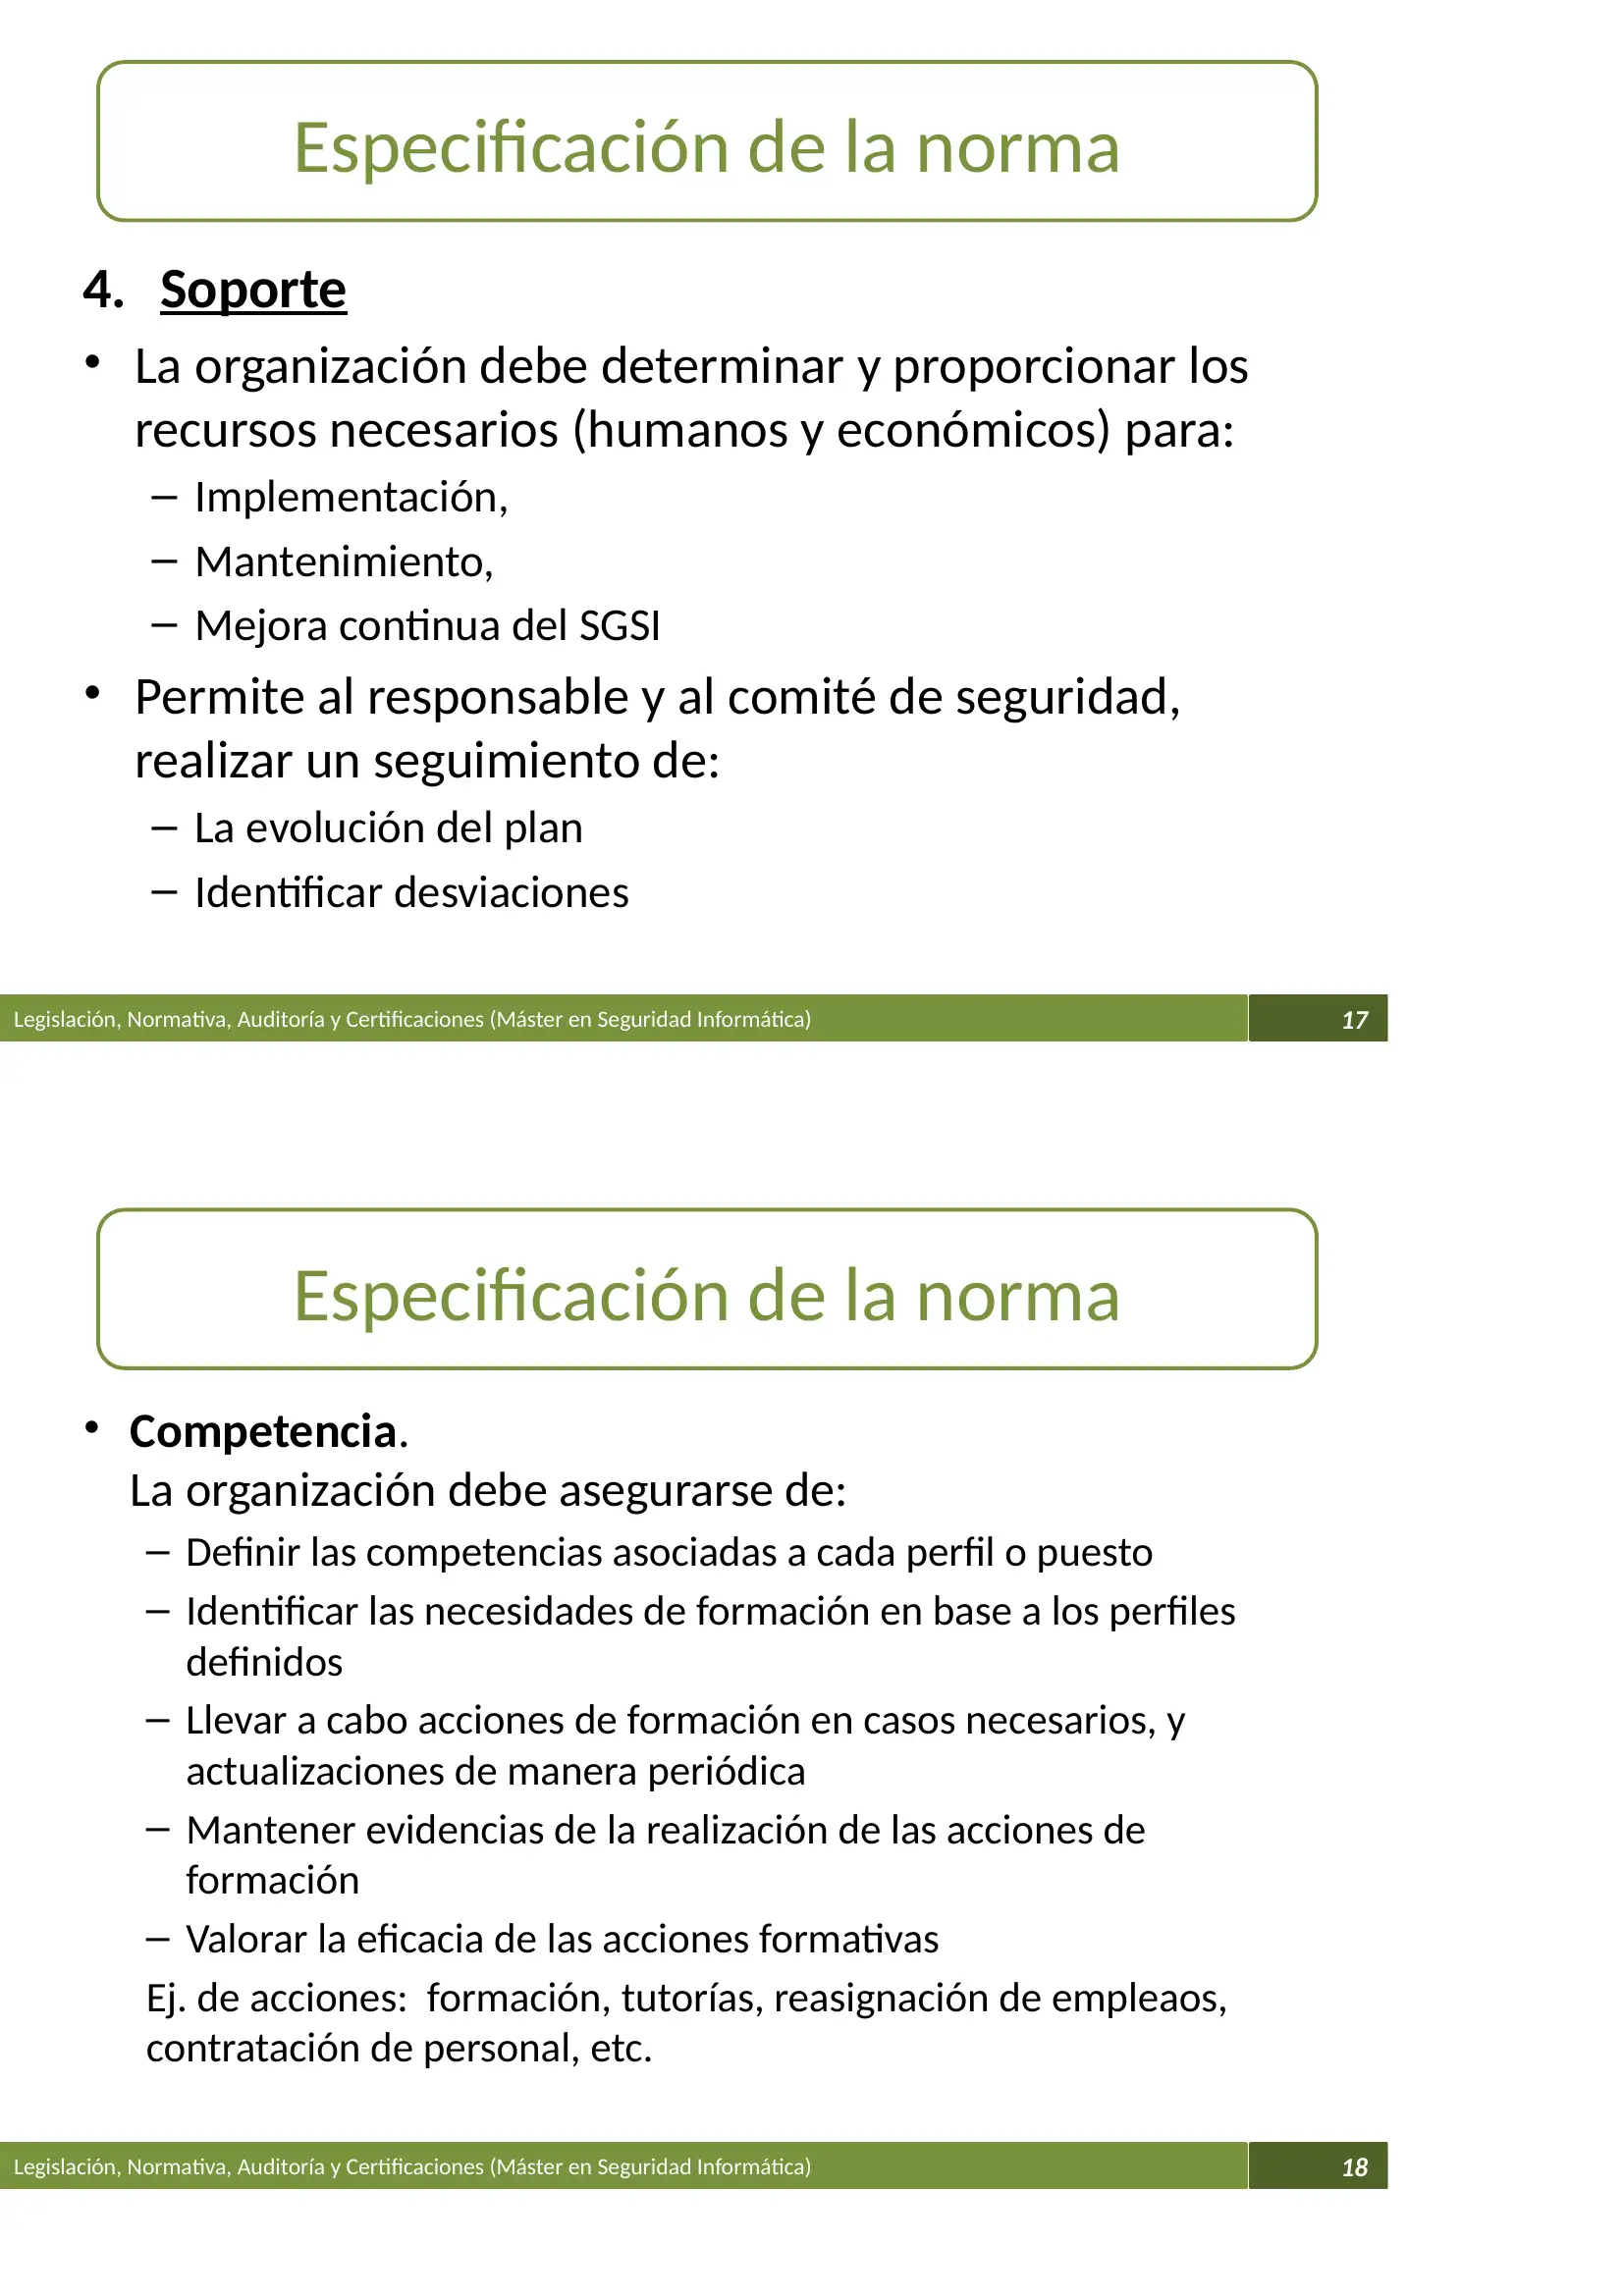 Especificación de la norma
4. Soporte
• La organización debe determinar y proporcionar los
recursos necesarios (humanos y económicos) para:
– Implementación,
– Mantenimiento,
– Mejora continua del SGSI
• Permite al responsable y al comité de seguridad,
realizar un seguimiento de:
– La evolución del plan
– Identificar desviaciones
Legislación, Normativa, Auditoría y Certificaciones (Máster en Seguridad Informática) 17
Especificación de la norma
• Competencia.
La organización debe asegurarse de:
– Definir las competencias asociadas a cada perfil o puesto
– Identificar las necesidades de formación en base a los perfiles
definidos
– Llevar a cabo acciones de formación en casos necesarios, y
actualizaciones de manera periódica
– Mantener evidencias de la realización de las acciones de
formación
– Valorar la eficacia de las acciones formativas
Ej. de acciones:  formación, tutorías, reasignación de empleaos,
contratación de personal, etc.
Legislación, Normativa, Auditoría y Certificaciones (Máster en Seguridad Informática) 18